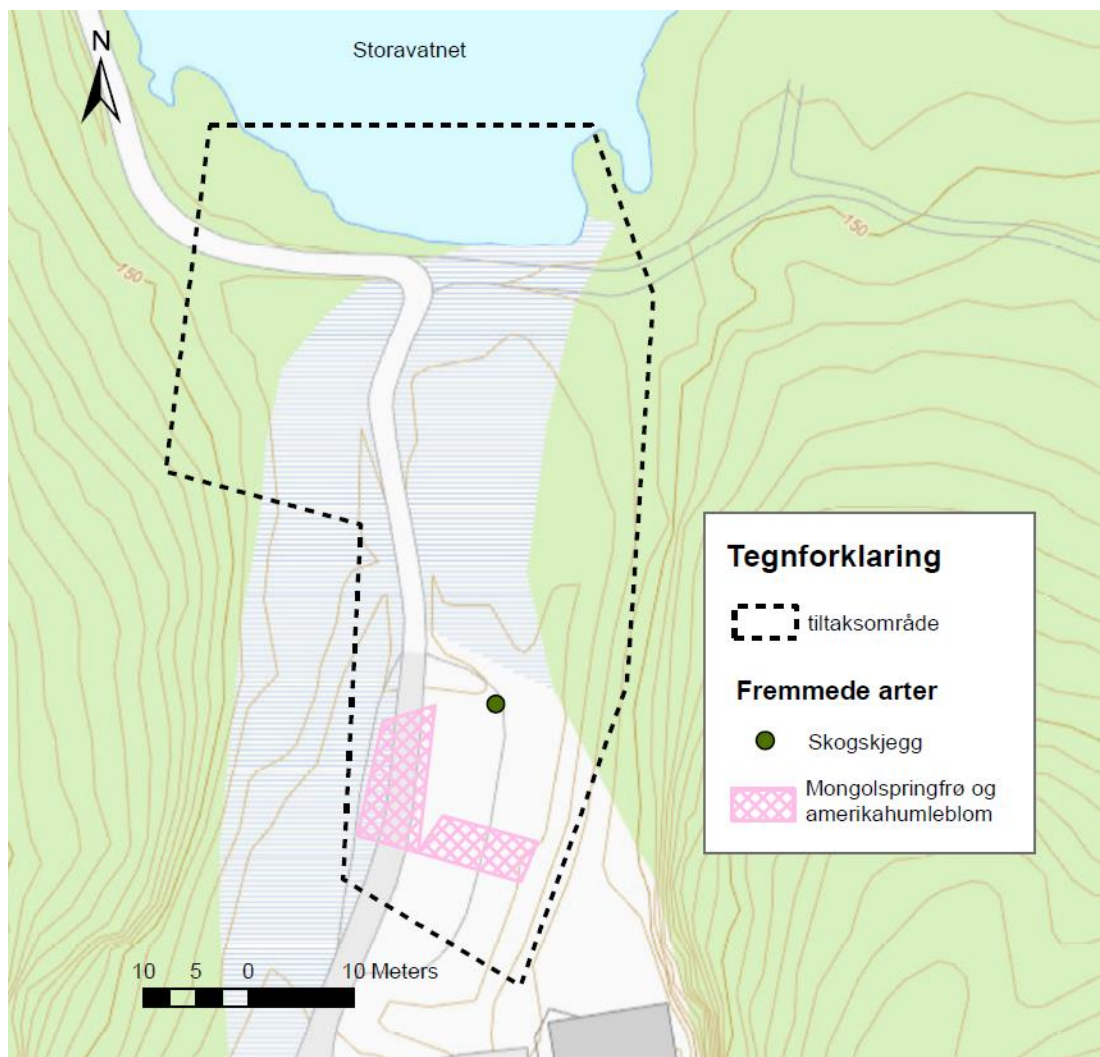 Storavatnet
N
150
150
Tegnforklaring
tiltaksområde
Fremmede arter
Skogskjegg
Mongolspringfrø og
amerikahumleblom
10 5 0 10 Meters